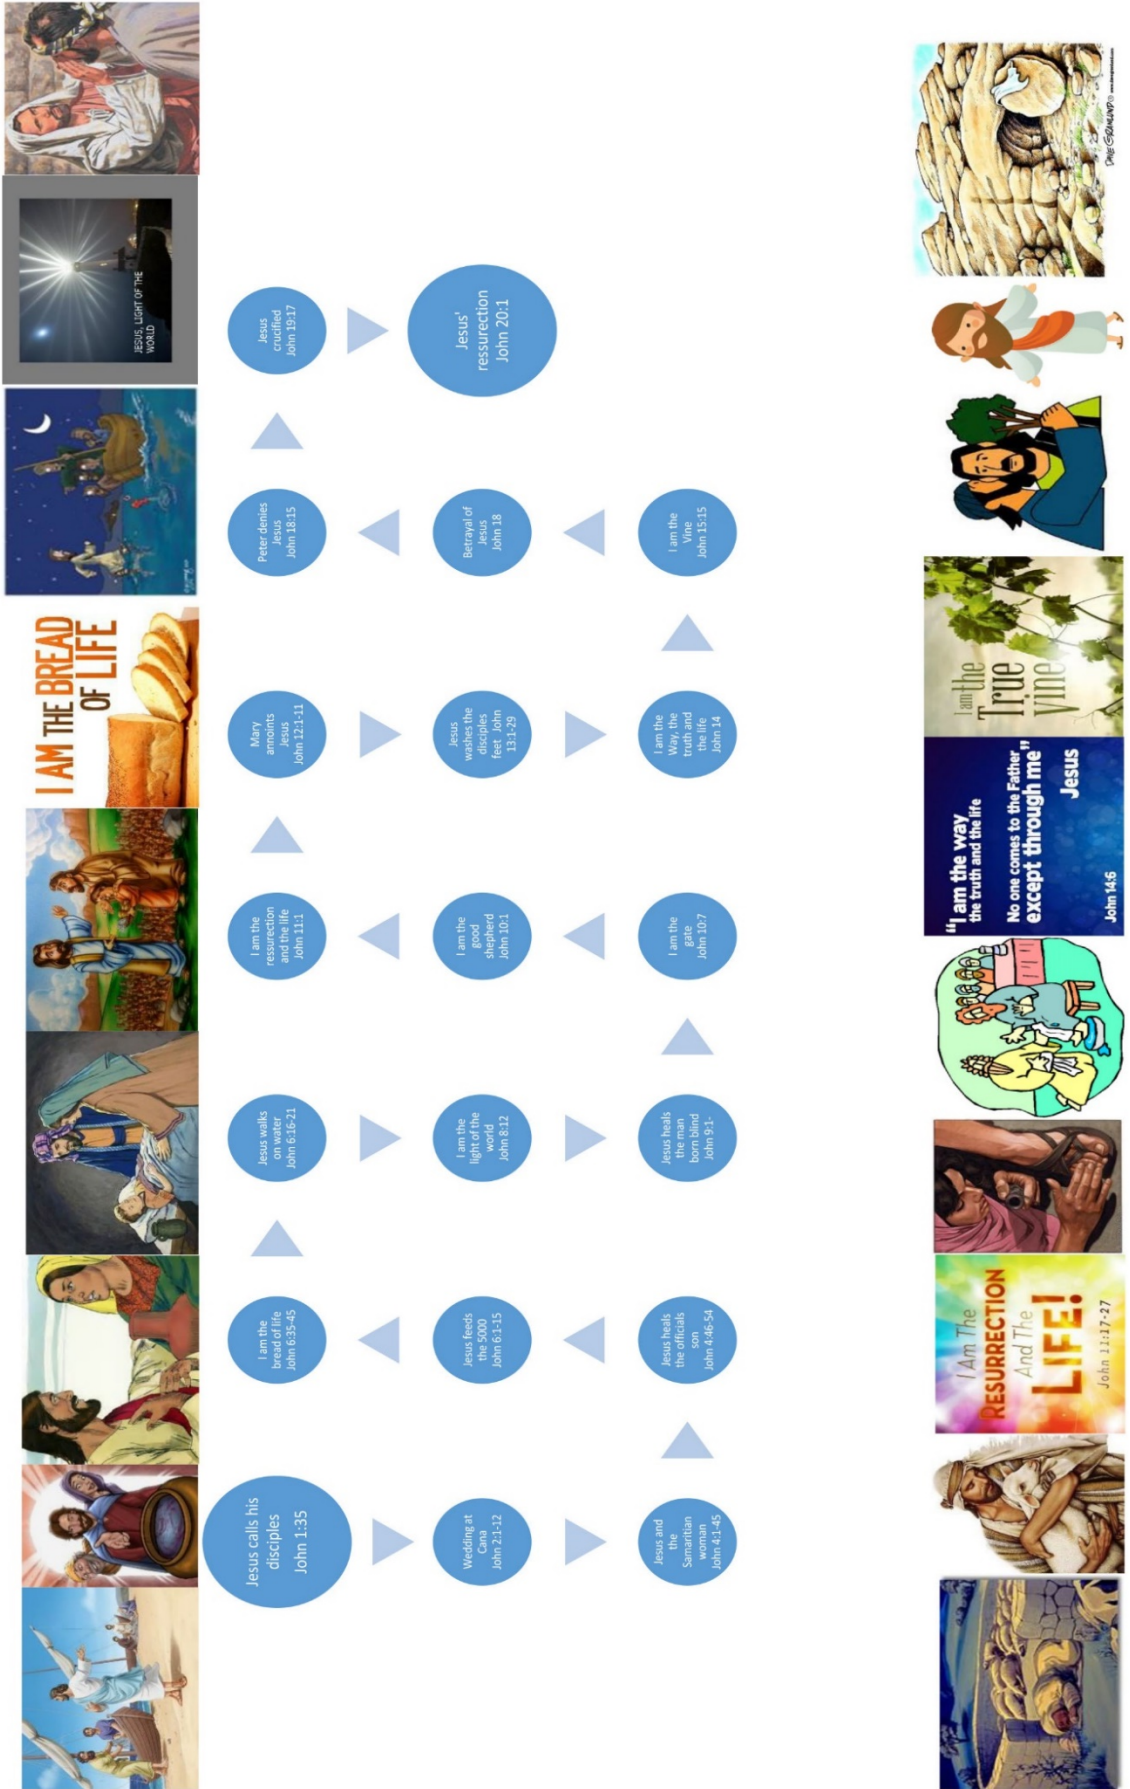 I AM THE BREAD
OF LIFE
JESUS, LIGHT OF THE
WORLD
Jesus calls his
disciples
John 1:35
Wedding at
Cana
John 2:1-12
Jesus and
the
Samaritian
woman
John 4:1-45
Jesus heals
the officials
son
John 4:46-54
Jesus feeds
the 5000
John 6:1-15
I am the
bread of life
John 6:35-45
Jesus walks
on water
John 6:16-21
I am the
light of the
world
John 8:12
Jesus heals
the man
born blind
John 9:1-
I am the
gate
John 10:7
I am the
good
shepherd
John 10:1
I am the
ressurection
and the life
John 11:1
Mary
annoints
Jesus
John 12:1-11
Jesus
washes the
disciples
feet John
13:1-29
I am the
Way, the
truth and
the life
John 14
I am the
Vine
John 15:15
Betrayal of
Jesus
John 18
Peter denies
Jesus
John 18:15
Jesus
crucified
John 19:17
Jesus'
ressurection
John 20:1
I Am The
RESURRECTION
And The
LIFE!
John 11:17-27
“I am the way
the truth and the life
No one comes to the Father
except through me”
Jesus
John 14:6
I am the
True
Vine
DAVE GRANLUND © www.davegranlund.com